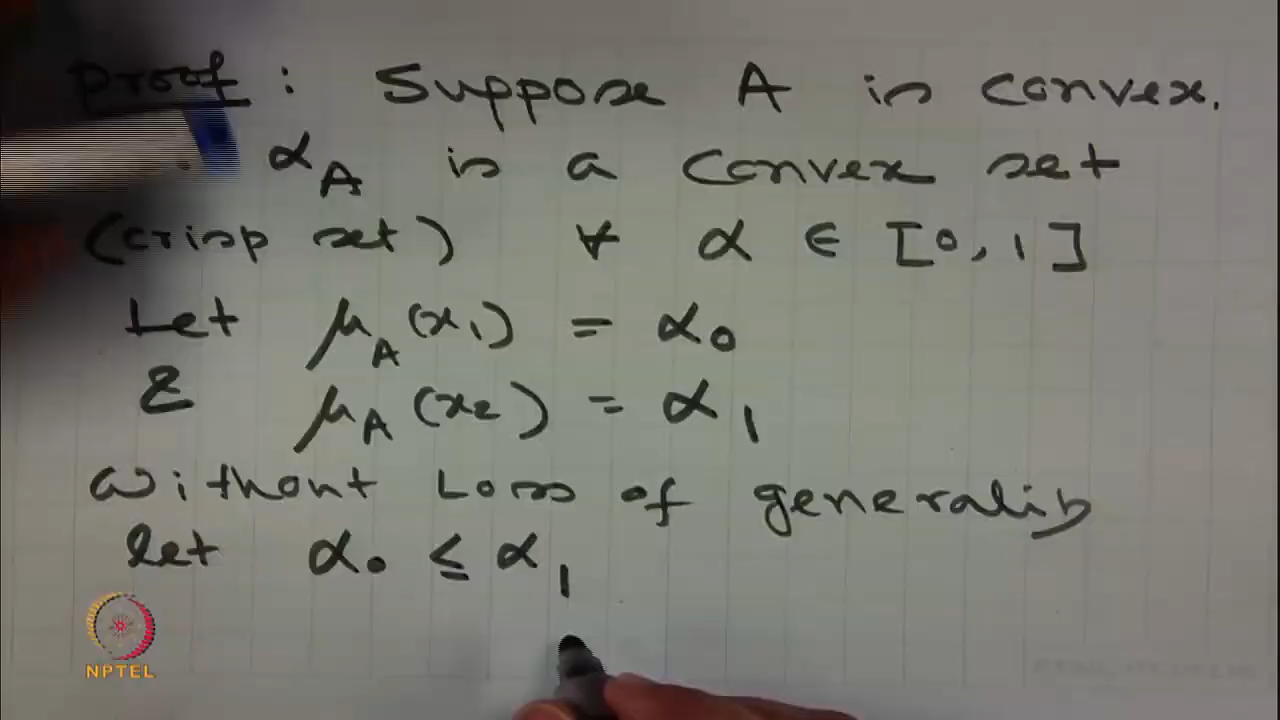 Proof : Suppose A is convex.
αA is a convex set
(crisp set) ∀ α ∈ [0, 1]
Let μA(x1) = α0
& μA(x2) = α1
Without Loss of generality
let α0 ≤ α1
NPTEL